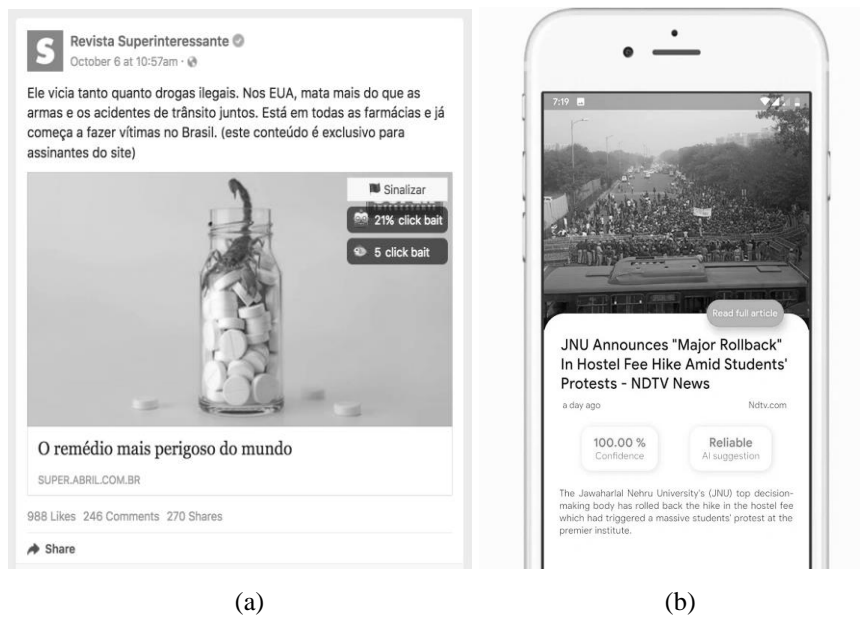 S
Revista Superinteressante
October 6 at 10:57am ·
Ele vicia tanto quanto drogas ilegais. Nos EUA, mata mais do que as
armas e os acidentes de trânsito juntos. Está em todas as farmácias e já
começa a fazer vítimas no Brasil. (este conteúdo é exclusivo para
assinantes do site)
Sinalizar
21% click bait
5 click bait
O remédio mais perigoso do mundo
SUPER.ABRIL.COM.BR
988 Likes 246 Comments 270 Shares
Share
(a)
7:19
Read full article
JNU Announces "Major Rollback"
In Hostel Fee Hike Amid Students'
Protests - NDTV News
a day ago Ndtv.com
100.00 % Reliable
Confidence AI suggestion
The Jawaharlal Nehru University's (JNU) top decision-
making body has rolled back the hike in the hostel fee
which had triggered a massive students' protest at the
premier institute.
(b)